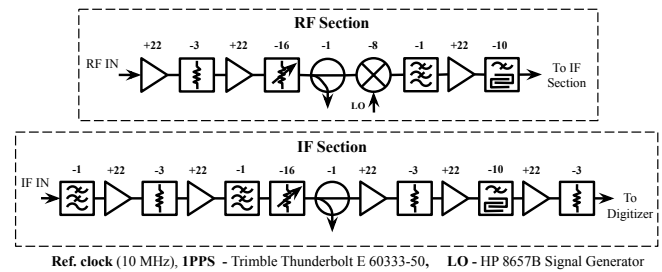 RF Section
+22 -3 +22 -16 -1 -8 -1 +22 -10
RF IN
To IF
Section
LO
IF Section
-1 +22 -3 +22 -1 -16 -1 +22 -3 +22 -10 +22 -3
IF IN
To
Digitizer
Ref. clock (10 MHz), 1PPS - Trimble Thunderbolt E 60333-50, LO - HP 8657B Signal Generator